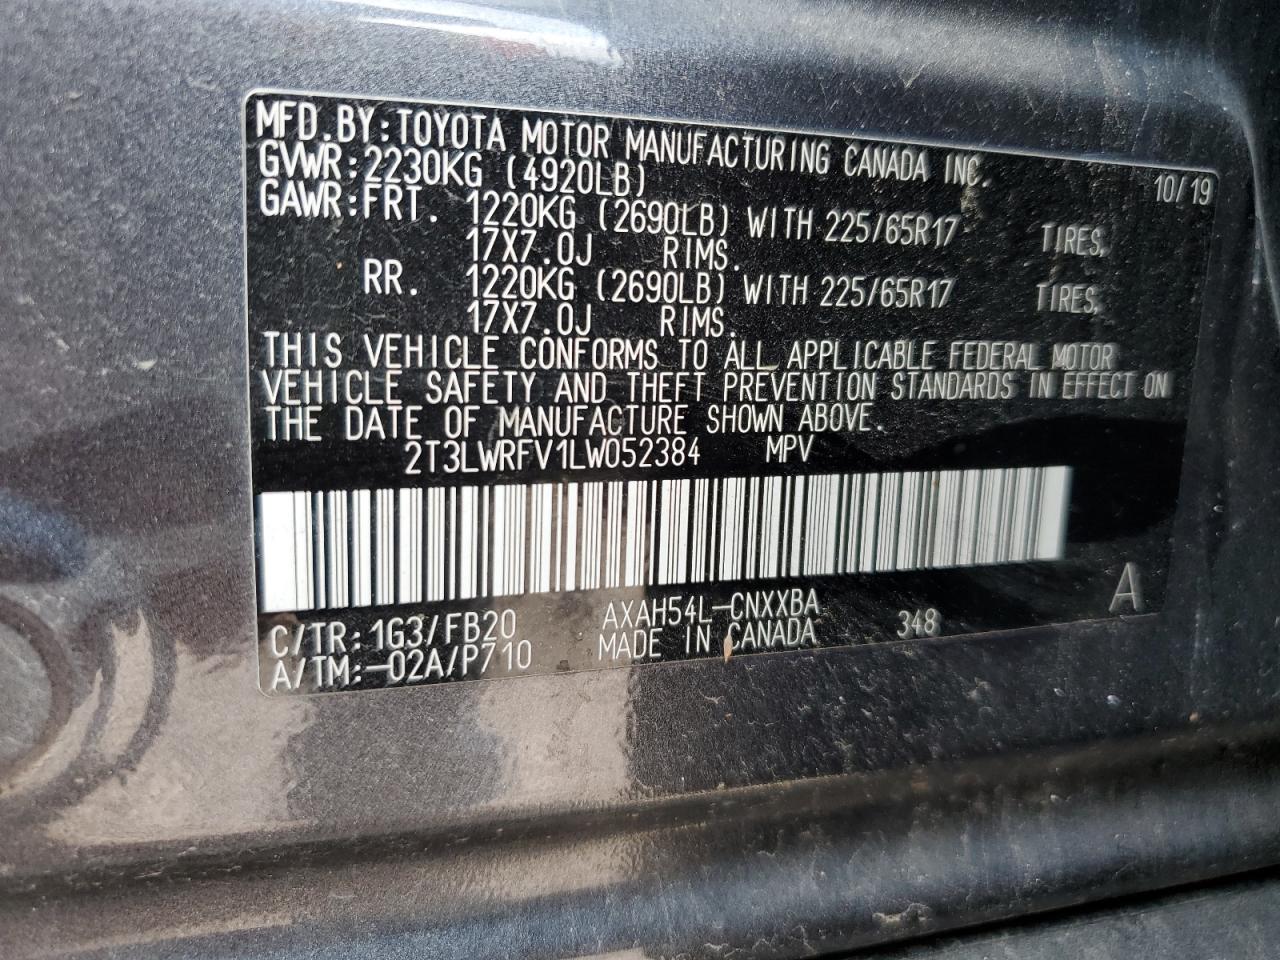 MFD.BY:TOYOTA MOTOR MANUFACTURING CANADA INC.
GVWR:2230KG (4920LB) 10/19
GAWR:FRT. 1220KG (2690LB) WITH 225/65R17 TIRES,
17X7.0J RIMS.
RR. 1220KG (2690LB) WITH 225/65R17 TIRES,
17X7.0J RIMS.
THIS VEHICLE CONFORMS TO ALL APPLICABLE FEDERAL MOTOR
VEHICLE SAFETY AND THEFT PREVENTION STANDARDS IN EFFECT ON
THE DATE OF MANUFACTURE SHOWN ABOVE.
2T3LWRFV1LW052384 MPV
C/TR:1G3/FB20 AXAH54L-CNXXBA 348 A
A/TM:-02A/P710 MADE IN CANADA